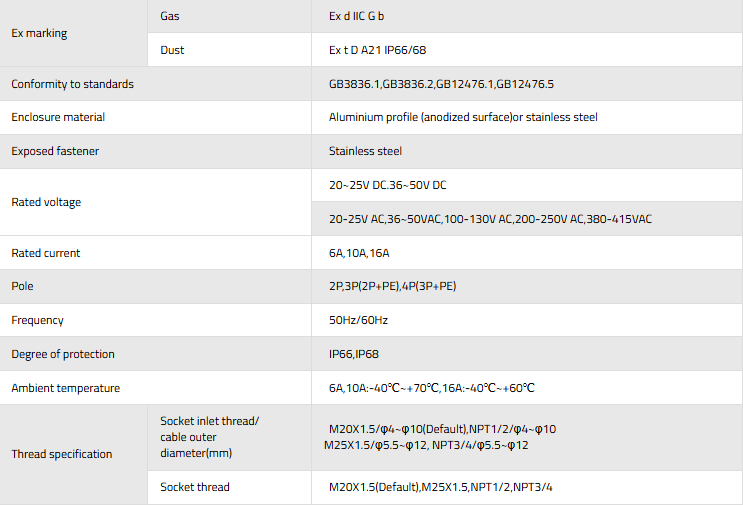 Ex marking
Gas
Ex d IIC G b
Dust
Ex t D A21 IP66/68
Conformity to standards
GB3836.1,GB3836.2,GB12476.1,GB12476.5
Enclosure material
Aluminium profile (anodized surface)or stainless steel
Exposed fastener
Stainless steel
Rated voltage
20~25V DC.36~50V DC
20-25V AC,36~50VAC,100-130V AC,200-250V AC,380-415VAC
Rated current
6A,10A,16A
Pole
2P,3P(2P+PE),4P(3P+PE)
Frequency
50Hz/60Hz
Degree of protection
IP66,IP68
Ambient temperature
6A,10A:-40℃~+70℃,16A:-40℃~+60℃
Thread specification
Socket inlet thread/
cable outer
diameter(mm)
M20X1.5/φ4~φ10(Default),NPT1/2/φ4~φ10
M25X1.5/φ5.5~φ12, NPT3/4/φ5.5~φ12
Socket thread
M20X1.5(Default),M25X1.5,NPT1/2,NPT3/4